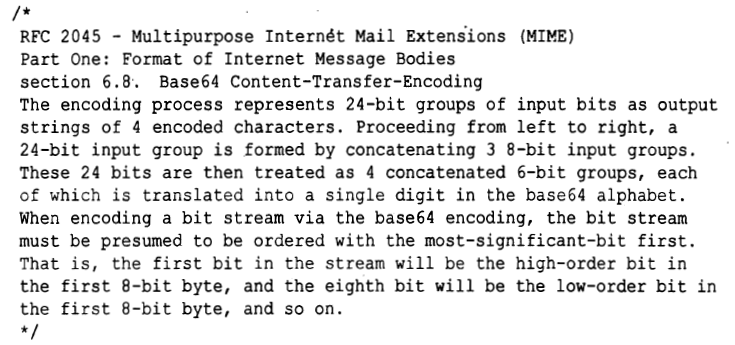 /*
RFC 2045 - Multipurpose Internet Mail Extensions (MIME)
Part One: Format of Internet Message Bodies
section 6.8. Base64 Content-Transfer-Encoding
The encoding process represents 24-bit groups of input bits as output
strings of 4 encoded characters. Proceeding from left to right, a
24-bit input group is formed by concatenating 3 8-bit input groups.
These 24 bits are then treated as 4 concatenated 6-bit groups, each
of which is translated into a single digit in the base64 alphabet.
When encoding a bit stream via the base64 encoding, the bit stream
must be presumed to be ordered with the most-significant-bit first.
That is, the first bit in the stream will be the high-order bit in
the first 8-bit byte, and the eighth bit will be the low-order bit in
the first 8-bit byte, and so on.
*/